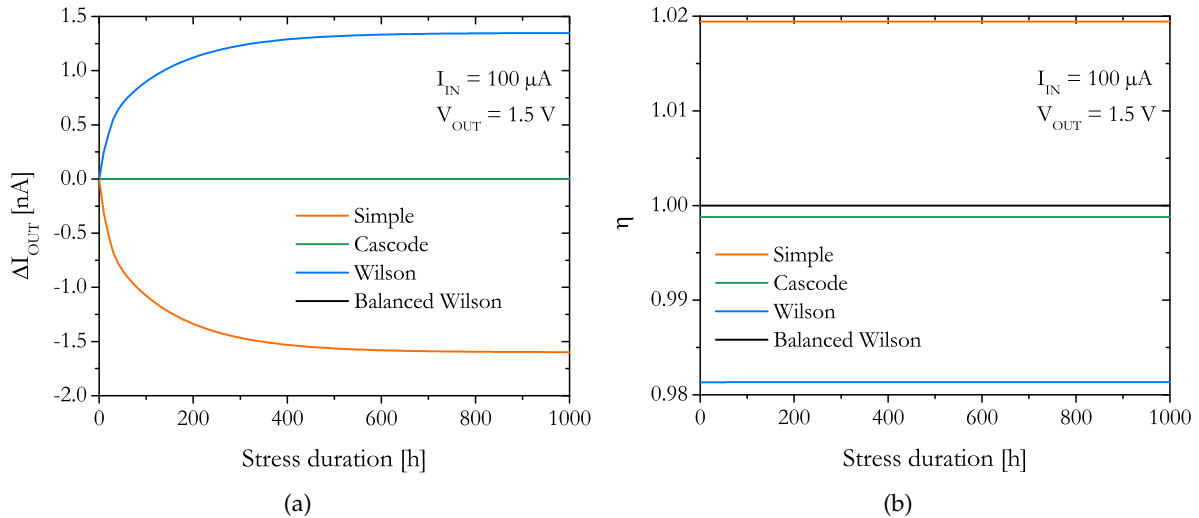 1.5
1.0
0.5
0.0
-0.5
-1.0
-1.5
-2.0
ΔI_OUT [nA]
I_IN = 100 μA
V_OUT = 1.5 V
Simple
Cascode
Wilson
Balanced Wilson
0 200 400 600 800 1000
Stress duration [h]
(a)
1.02
1.01
1.00
0.99
0.98
η
I_IN = 100 μA
V_OUT = 1.5 V
Simple
Cascode
Wilson
Balanced Wilson
0 200 400 600 800 1000
Stress duration [h]
(b)